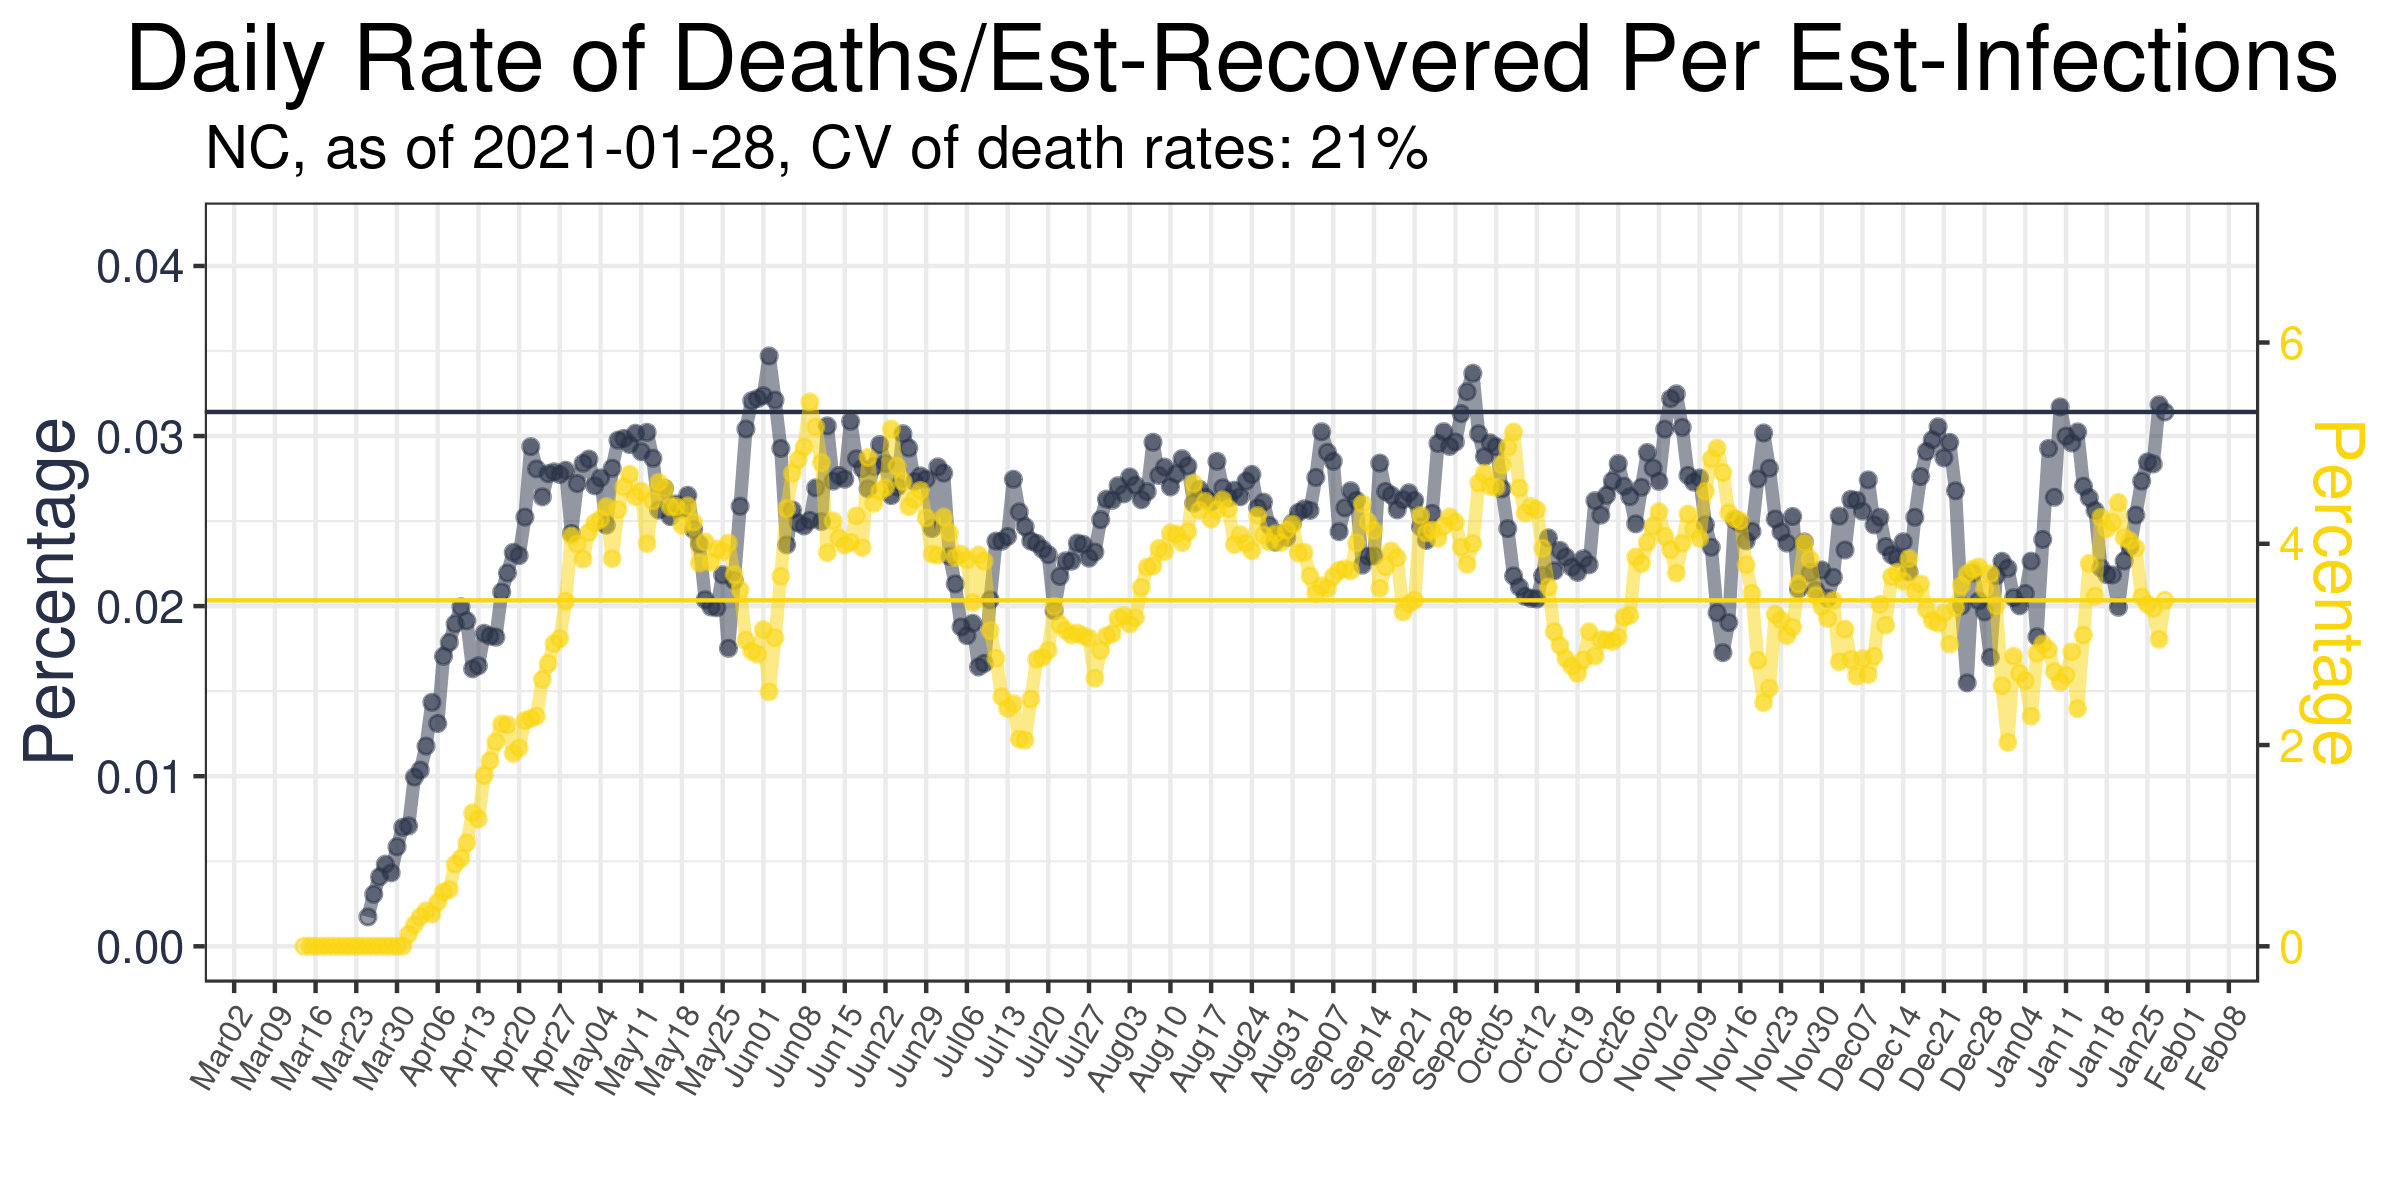 Daily Rate of Deaths/Est-Recovered Per Est-Infections
NC, as of 2021-01-28, CV of death rates: 21%
Percentage
0.04
0.03
0.02
0.01
0.00
6
4
2
0
Percentage
Mar02
Mar09
Mar16
Mar23
Mar30
Apr06
Apr13
Apr20
Apr27
May04
May11
May18
May25
Jun01
Jun08
Jun15
Jun22
Jun29
Jul06
Jul13
Jul20
Jul27
Aug03
Aug10
Aug17
Aug24
Aug31
Sep07
Sep14
Sep21
Sep28
Oct05
Oct12
Oct19
Oct26
Nov02
Nov09
Nov16
Nov23
Nov30
Dec07
Dec14
Dec21
Dec28
Jan04
Jan11
Jan18
Jan25
Feb01
Feb08